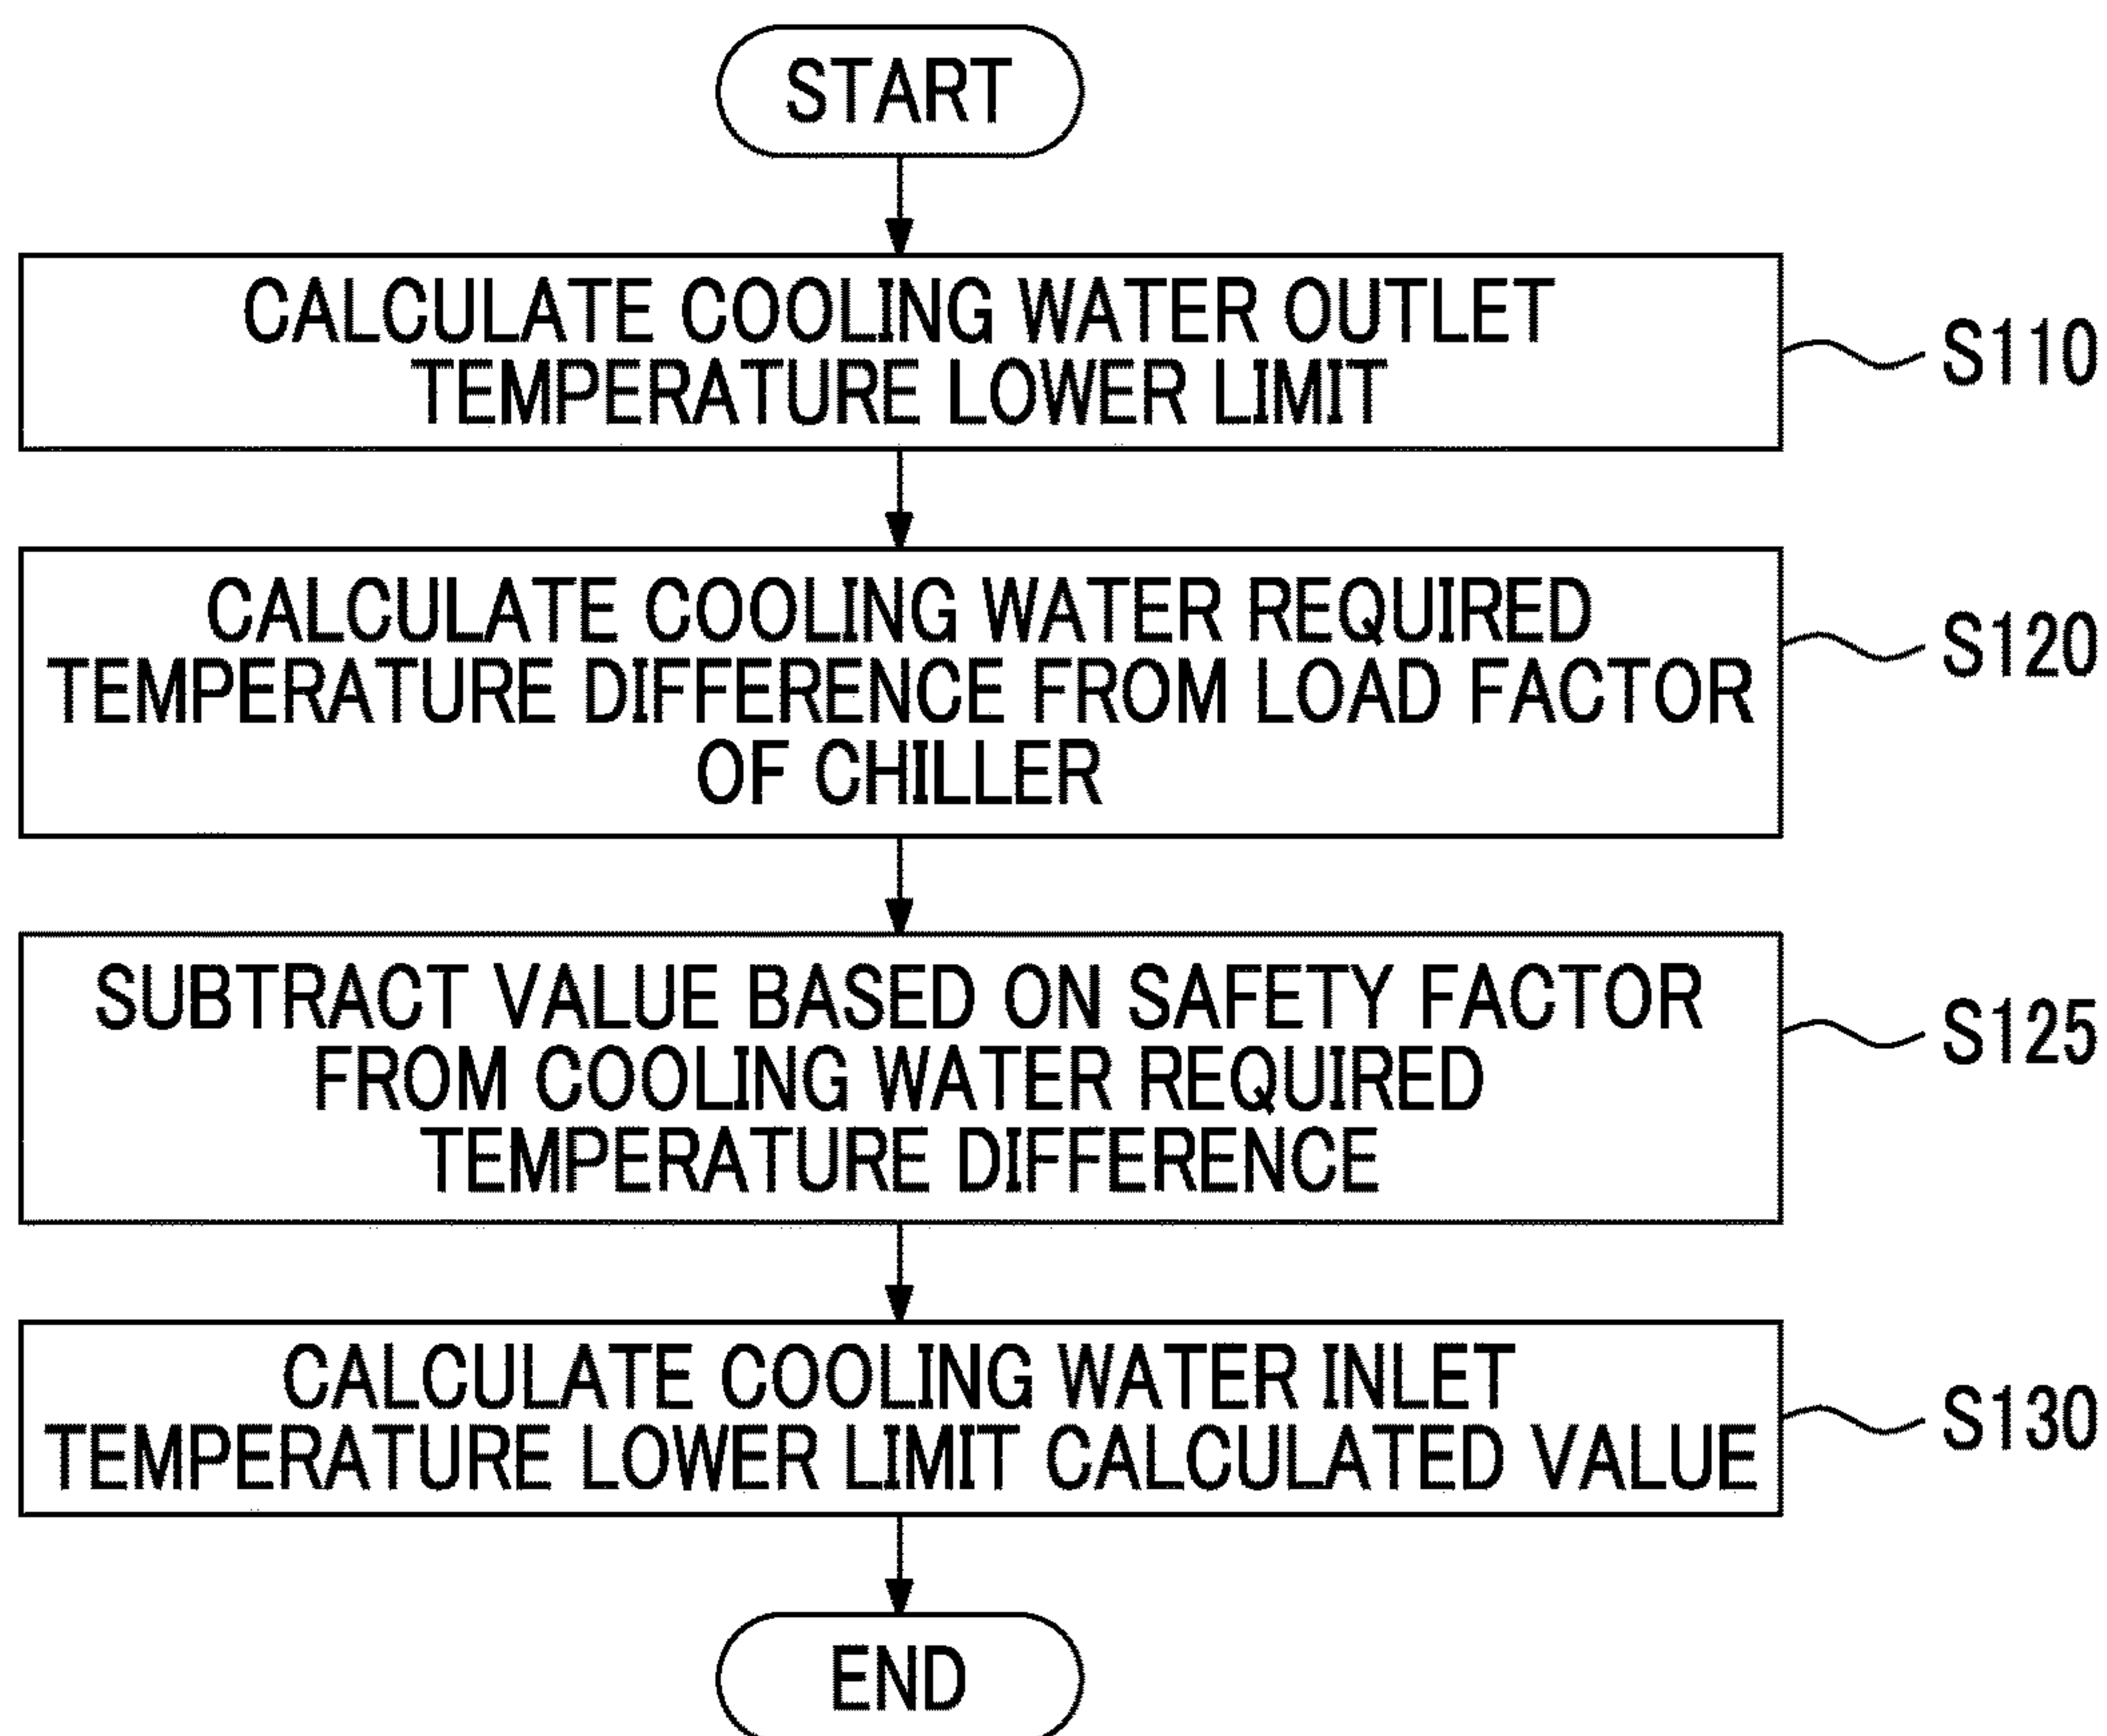 START
CALCULATE COOLING WATER OUTLET
TEMPERATURE LOWER LIMIT
S110
CALCULATE COOLING WATER REQUIRED
TEMPERATURE DIFFERENCE FROM LOAD FACTOR
OF CHILLER
S120
SUBTRACT VALUE BASED ON SAFETY FACTOR
FROM COOLING WATER REQUIRED
TEMPERATURE DIFFERENCE
S125
CALCULATE COOLING WATER INLET
TEMPERATURE LOWER LIMIT CALCULATED VALUE
S130
END